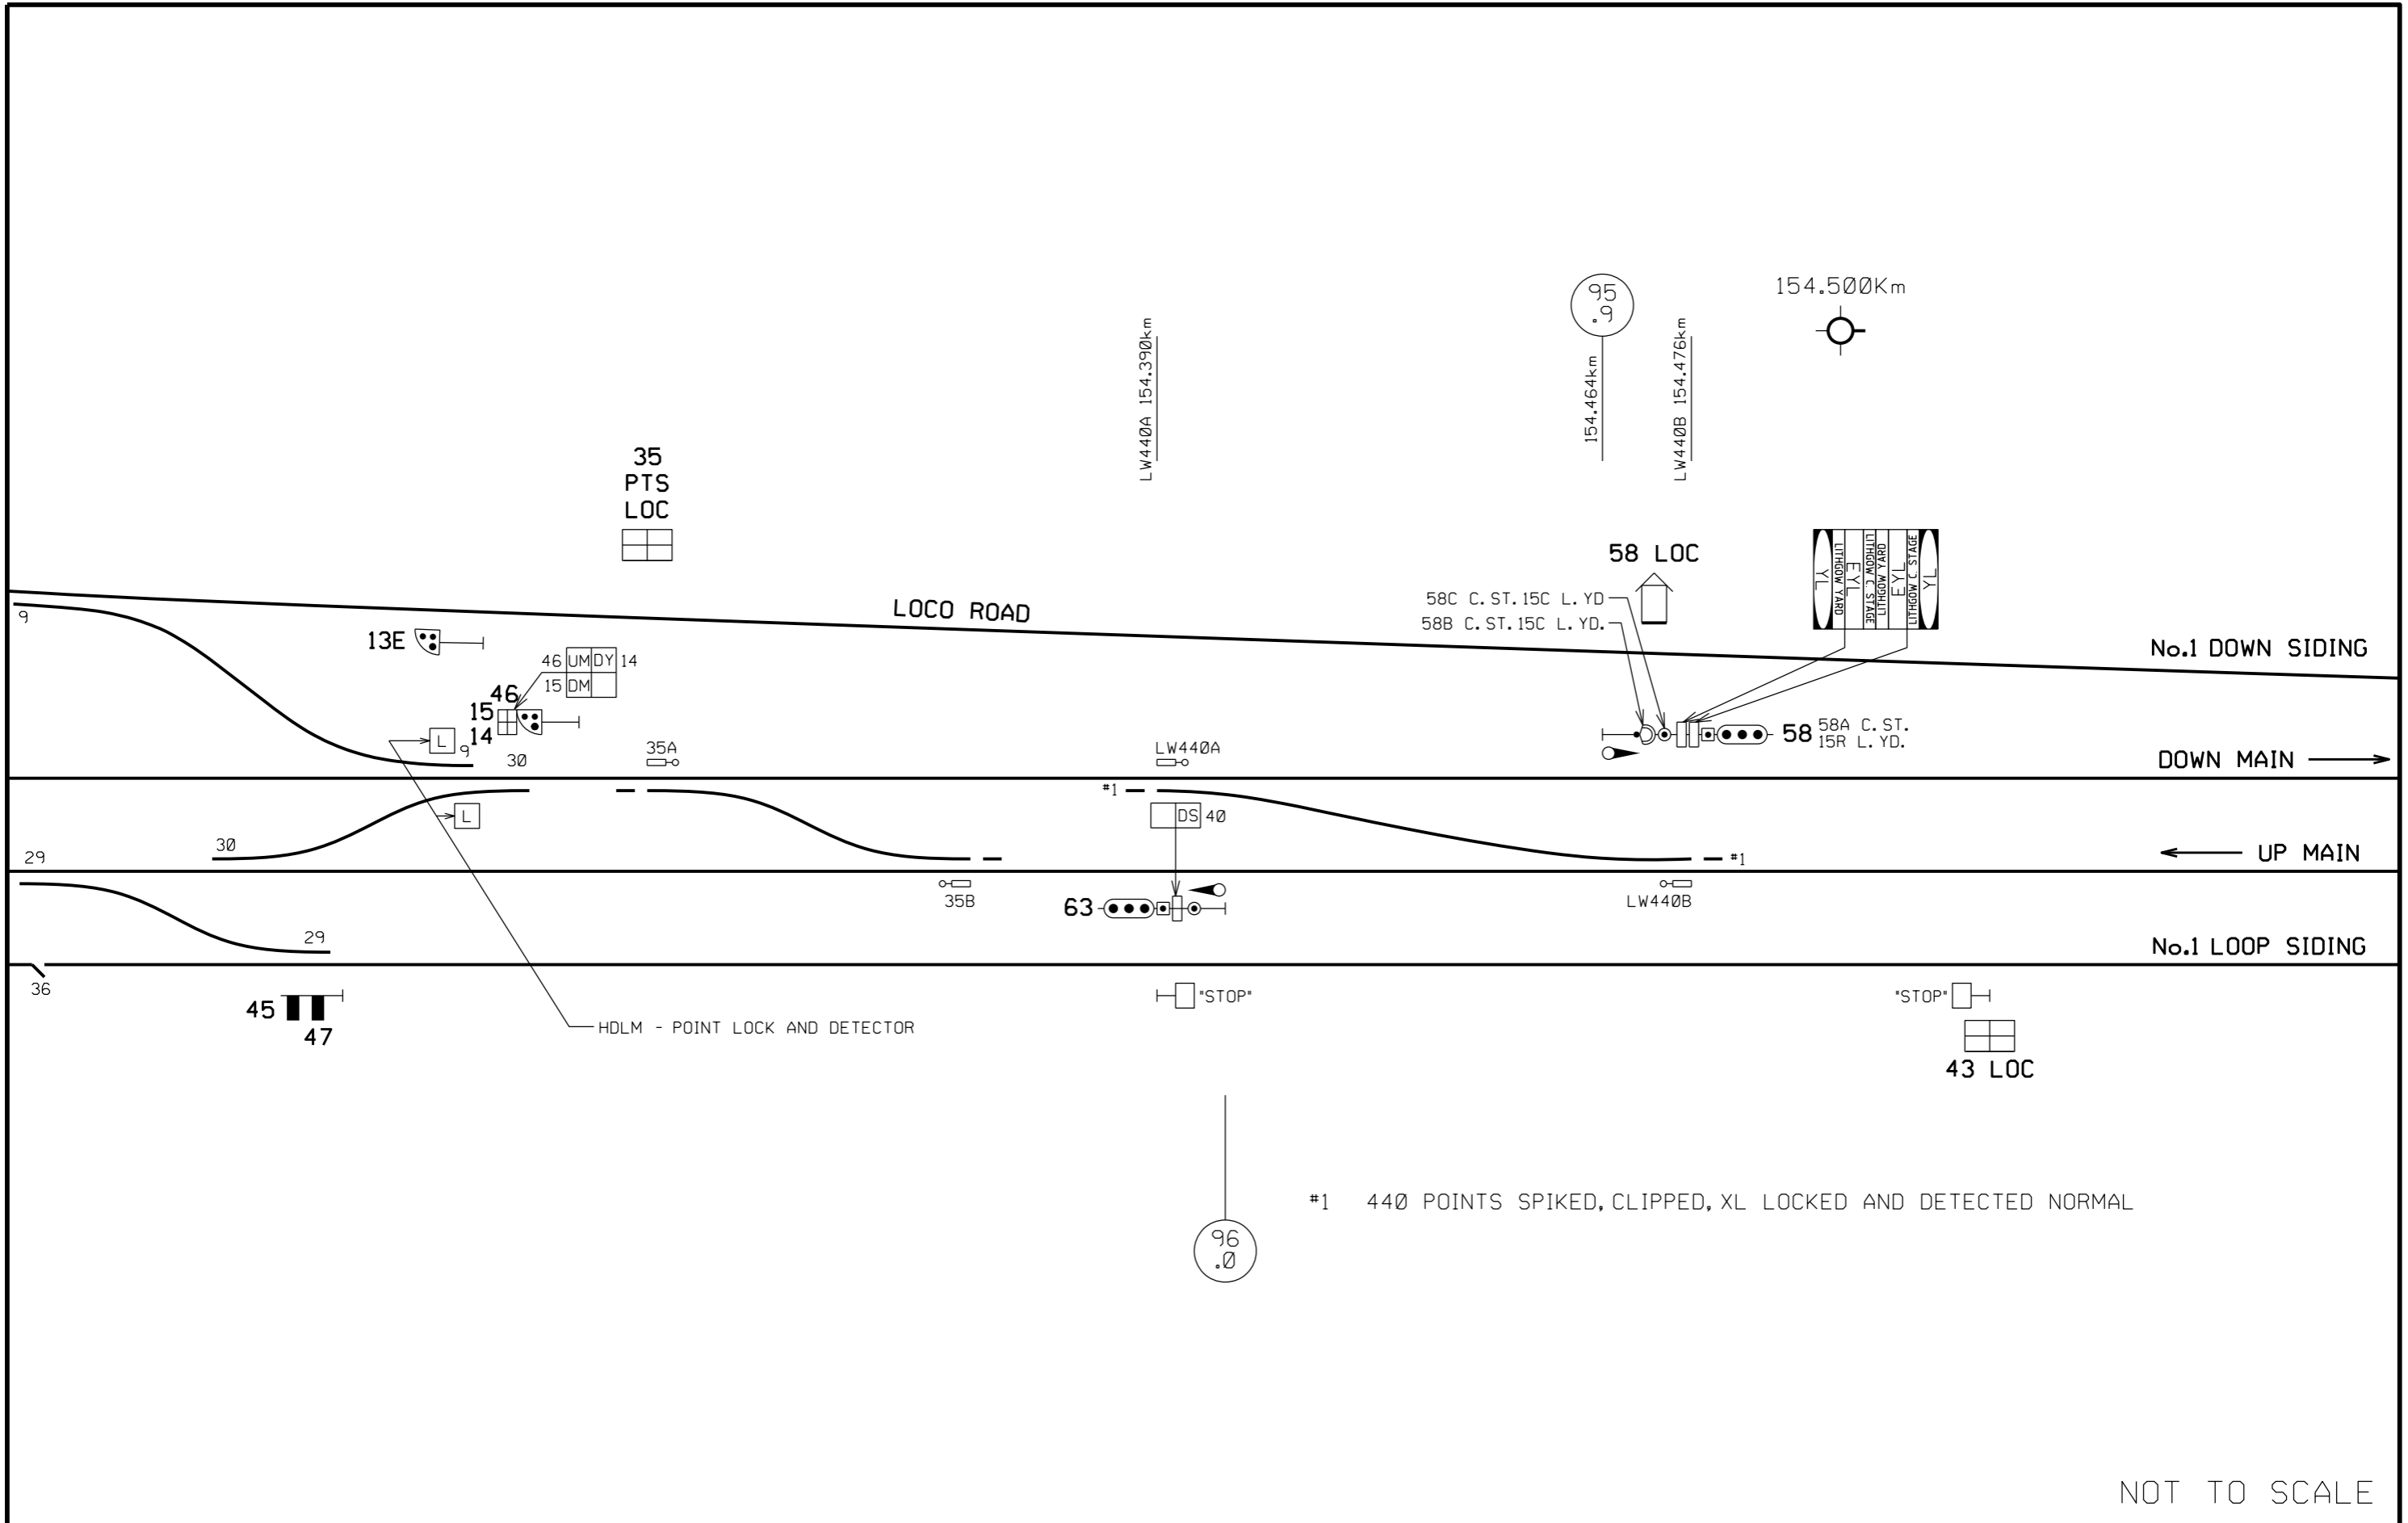 95
.9
154.500Km
LW440A 154.390km
154.464km
LW440B 154.476km
35
PTS
LOC
58 LOC
YL
LITHGOW YARD
EYL
LITHGOW C. STAGE
LITHGOW YARD
EYL
LITHGOW C. STAGE
YL
9
LOCO ROAD
58C C.ST.15C L.YD
58B C.ST.15C L.YD.
13E
No.1 DOWN SIDING
46 UM DY 14
15 DM
46
15
14
L
9
30
35A
LW440A
58
58A C.ST.
15R L.YD.
DOWN MAIN
#1
L
DS 40
30
29
#1
UP MAIN
35B
63
LW440B
29
No.1 LOOP SIDING
36
45
47
"STOP"
"STOP"
HDLM - POINT LOCK AND DETECTOR
43 LOC
#1 440 POINTS SPIKED, CLIPPED, XL LOCKED AND DETECTED NORMAL
96
.0
NOT TO SCALE